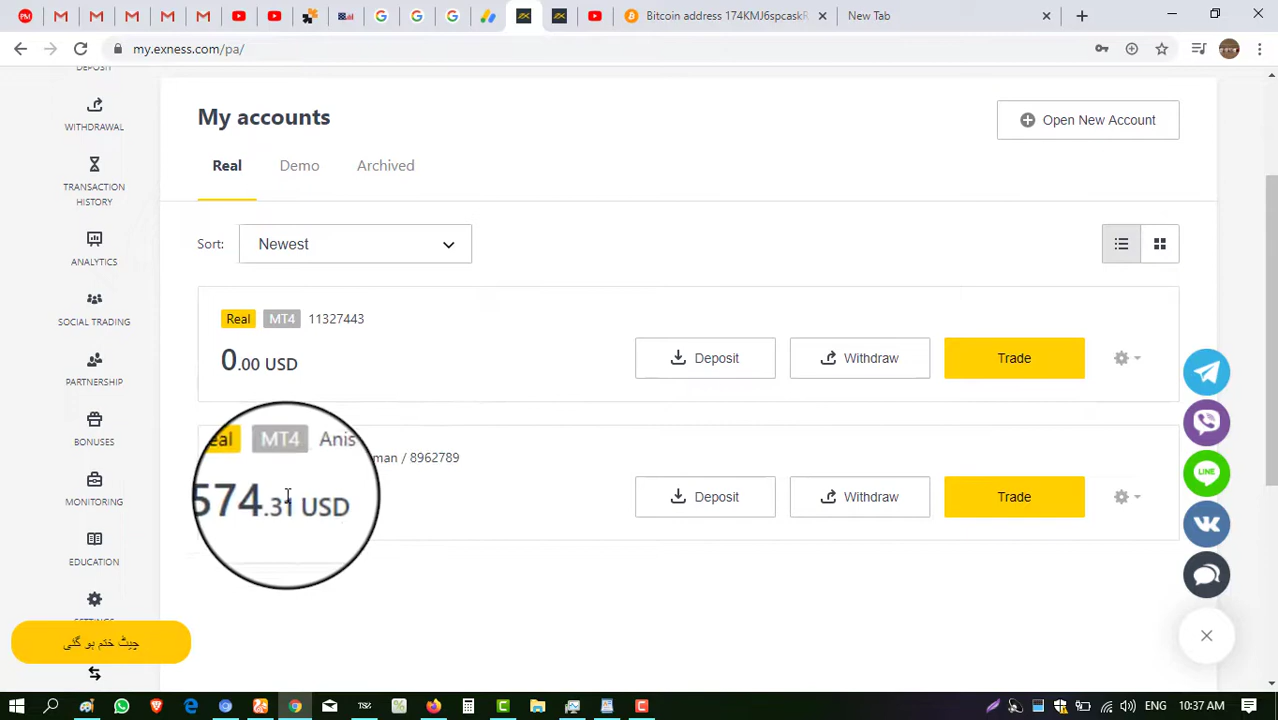 Bitcoin address:174KMJ6spcask
New Tab
my.exness.com/pa/
DEPOSIT
WITHDRAWAL
TRANSACTION
HISTORY
ANALYTICS
SOCIAL TRADING
PARTNERSHIP
BONUSES
MONITORING
EDUCATION
چیٹ ختم ہو گئی
My accounts
Open New Account
Real Demo Archived
Sort: Newest
Real MT4 11327443
0.00 USD
Deposit Withdraw Trade
MT4 Anis
/ 8962789
574.31 USD
Deposit Withdraw Trade
LINE
ENG 10:37 AM